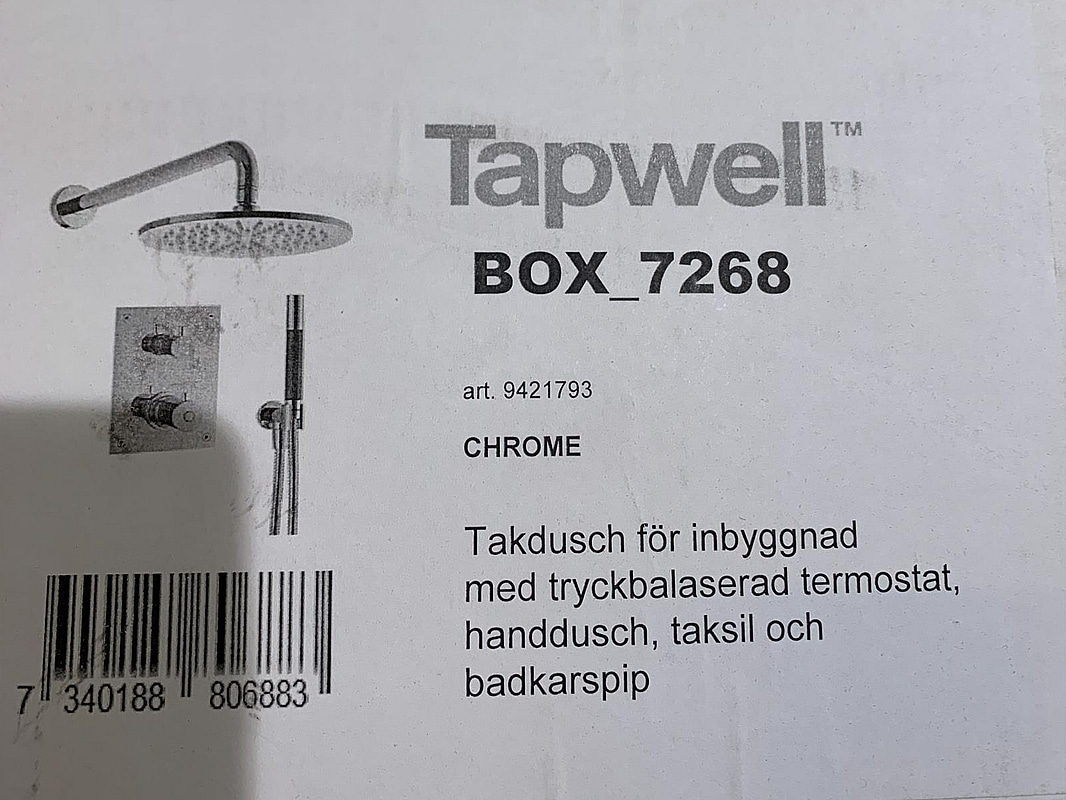 Tapwell™
BOX_7268
art. 9421793
CHROME
Takdusch för inbyggnad
med tryckbalaserad termostat,
handdusch, taksil och
badkarspip
7 340188 806883